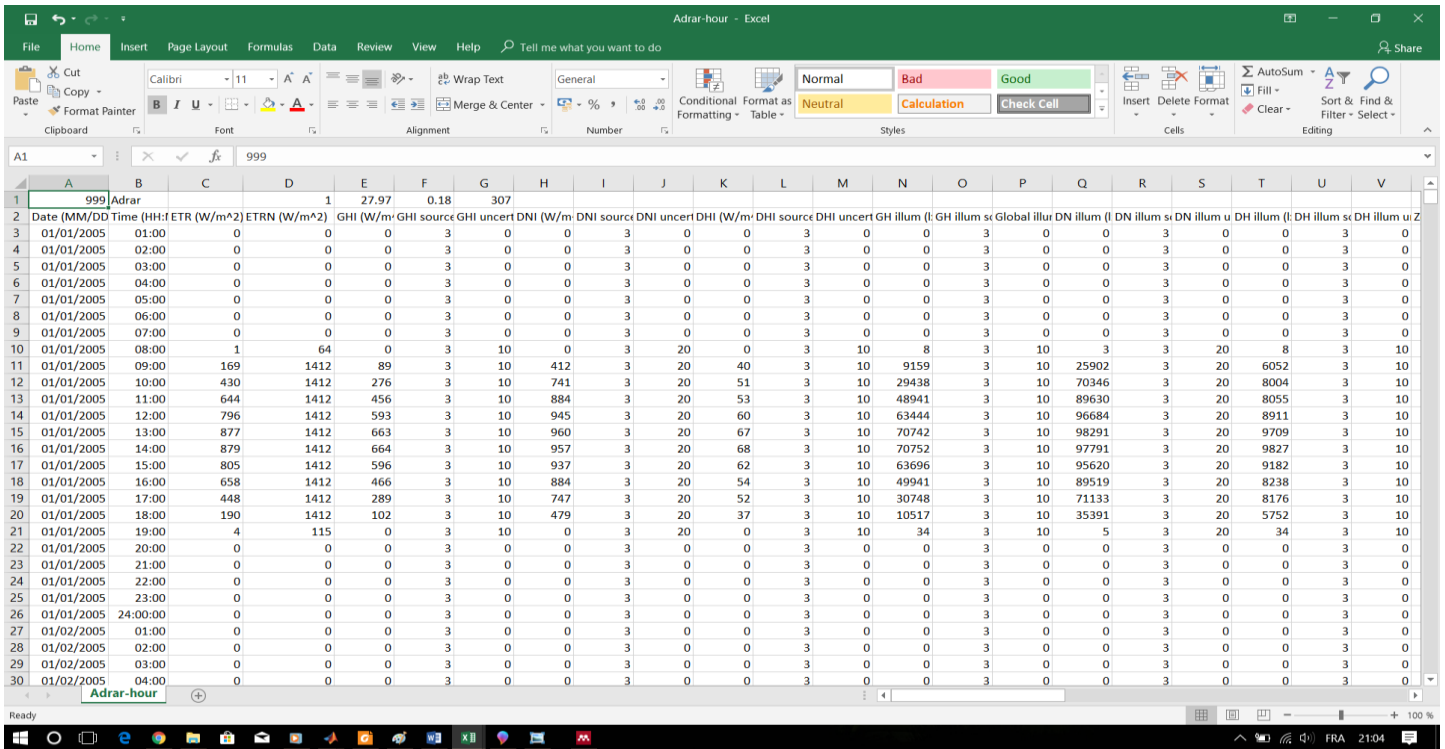 Adrar-hour - Excel
File Home Insert Page Layout Formulas Data Review View Help Tell me what you want to do Share
Cut
Copy
Format Painter
Paste
Calibri 11
Wrap Text
Merge & Center
General
Conditional Formatting
Format as Table
Normal Bad Good
Neutral Calculation Check Cell
Insert Delete Format
AutoSum
Fill
Clear
Sort & Filter
Find & Select
Clipboard Font Alignment Number Styles Cells Editing
A1 fx 999
A B C D E F G H I J K L M N O P Q R S T U V
1 999 Adrar 1 27.97 0.18 307
2 Date (MM/DD Time (HH:M ETR (W/m^2) ETRN (W/m^2) GHI (W/m GHI source GHI uncert DNI (W/m DNI source DNI uncert DHI (W/m DHI source DHI uncert GH illum (l GH illum so Global illu DN illum (l DN illum so DN illum u DH illum (l DH illum so DH illum u Z
3 01/01/2005 01:00 0 0 0 3 0 0 3 0 0 3 0 0 3 0 0 3 0 0 3 0
4 01/01/2005 02:00 0 0 0 3 0 0 3 0 0 3 0 0 3 0 0 3 0 0 3 0
5 01/01/2005 03:00 0 0 0 3 0 0 3 0 0 3 0 0 3 0 0 3 0 0 3 0
6 01/01/2005 04:00 0 0 0 3 0 0 3 0 0 3 0 0 3 0 0 3 0 0 3 0
7 01/01/2005 05:00 0 0 0 3 0 0 3 0 0 3 0 0 3 0 0 3 0 0 3 0
8 01/01/2005 06:00 0 0 0 3 0 0 3 0 0 3 0 0 3 0 0 3 0 0 3 0
9 01/01/2005 07:00 0 0 0 3 0 0 3 0 0 3 0 0 3 0 0 3 0 0 3 0
10 01/01/2005 08:00 1 64 0 3 10 0 3 20 0 3 10 8 3 10 3 3 20 8 3 10
11 01/01/2005 09:00 169 1412 89 3 10 412 3 20 40 3 10 9159 3 10 25902 3 20 6052 3 10
12 01/01/2005 10:00 430 1412 276 3 10 741 3 20 51 3 10 29438 3 10 70346 3 20 8004 3 10
13 01/01/2005 11:00 644 1412 456 3 10 884 3 20 53 3 10 48941 3 10 89630 3 20 8055 3 10
14 01/01/2005 12:00 796 1412 593 3 10 945 3 20 60 3 10 63444 3 10 96684 3 20 8911 3 10
15 01/01/2005 13:00 877 1412 663 3 10 960 3 20 67 3 10 70742 3 10 98291 3 20 9709 3 10
16 01/01/2005 14:00 879 1412 664 3 10 957 3 20 68 3 10 70752 3 10 97791 3 20 9827 3 10
17 01/01/2005 15:00 805 1412 596 3 10 937 3 20 62 3 10 63696 3 10 95620 3 20 9182 3 10
18 01/01/2005 16:00 658 1412 466 3 10 884 3 20 54 3 10 49941 3 10 89519 3 20 8238 3 10
19 01/01/2005 17:00 448 1412 289 3 10 747 3 20 52 3 10 30748 3 10 71133 3 20 8176 3 10
20 01/01/2005 18:00 190 1412 102 3 10 479 3 20 37 3 10 10517 3 10 35391 3 20 5752 3 10
21 01/01/2005 19:00 4 115 0 3 10 0 3 20 0 3 10 34 3 10 5 3 20 34 3 10
22 01/01/2005 20:00 0 0 0 3 0 0 3 0 0 3 0 0 3 0 0 3 0 0 3 0
23 01/01/2005 21:00 0 0 0 3 0 0 3 0 0 3 0 0 3 0 0 3 0 0 3 0
24 01/01/2005 22:00 0 0 0 3 0 0 3 0 0 3 0 0 3 0 0 3 0 0 3 0
25 01/01/2005 23:00 0 0 0 3 0 0 3 0 0 3 0 0 3 0 0 3 0 0 3 0
26 01/01/2005 24:00:00 0 0 0 3 0 0 3 0 0 3 0 0 3 0 0 3 0 0 3 0
27 01/02/2005 01:00 0 0 0 3 0 0 3 0 0 3 0 0 3 0 0 3 0 0 3 0
28 01/02/2005 02:00 0 0 0 3 0 0 3 0 0 3 0 0 3 0 0 3 0 0 3 0
29 01/02/2005 03:00 0 0 0 3 0 0 3 0 0 3 0 0 3 0 0 3 0 0 3 0
30 01/02/2005 04:00 0 0 0 3 0 0 3 0 0 3 0 0 3 0 0 3 0 0 3 0
Adrar-hour
Ready 100 %
FRA 21:04